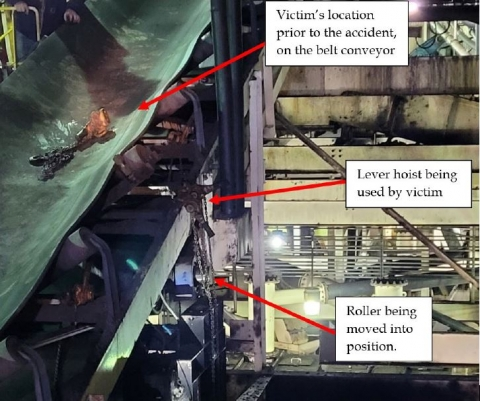 Victim's location
prior to the accident,
on the belt conveyor
Lever hoist being
used by victim
Roller being
moved into
position.